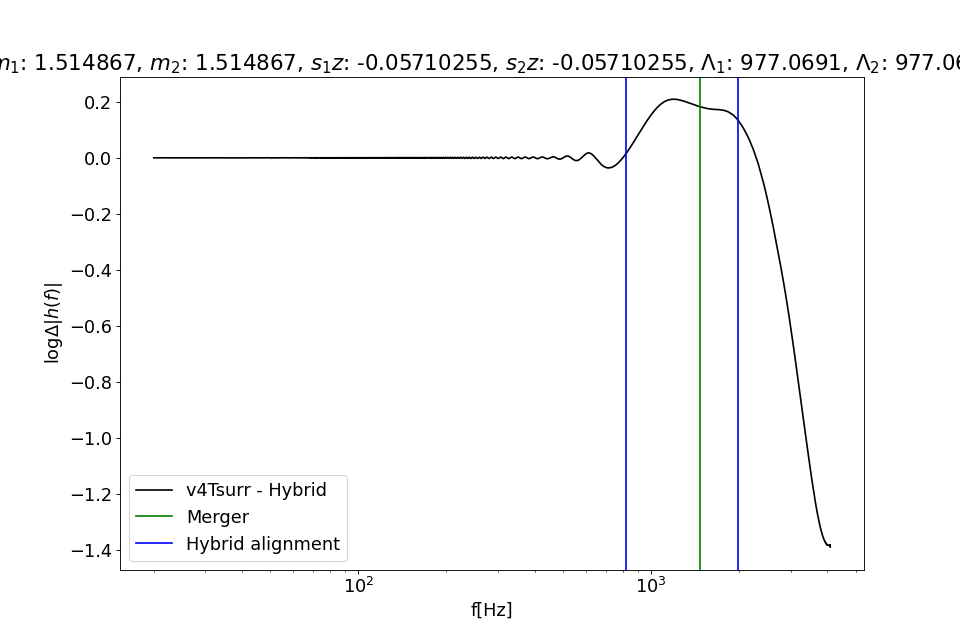 m₁: 1.514867, m₂: 1.514867, s₁z: -0.05710255, s₂z: -0.05710255, Λ₁: 977.0691, Λ₂: 977.06
0.2
0.0
−0.2
−0.4
−0.6
−0.8
−1.0
−1.2
−1.4
logΔ|h(f)|
v4Tsurr - Hybrid
Merger
Hybrid alignment
10² 10³
f[Hz]